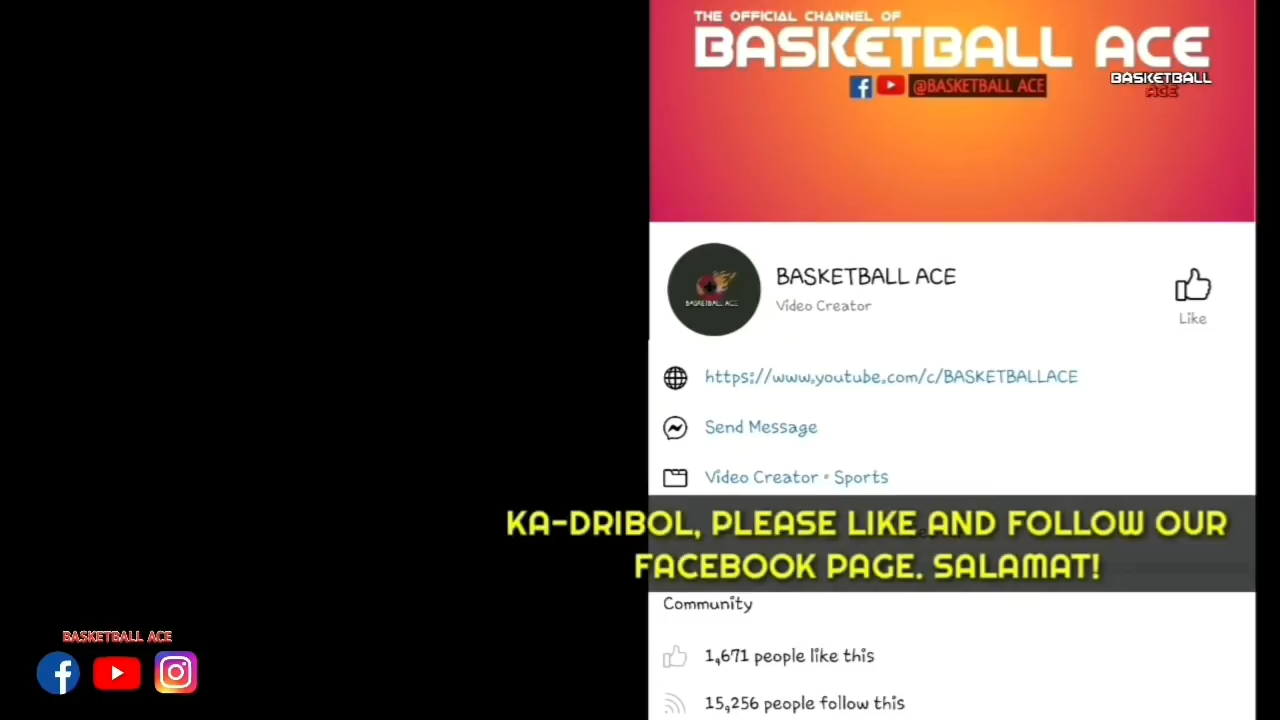 THE OFFICIAL CHANNEL OF
BASKETBALL ACE
@BASKETBALL ACE
BASKETBALL
ACE
BASKETBALL ACE
BASKETBALL ACE
Video Creator
Like
https://www.youtube.com/c/BASKETBALLACE
Send Message
Video Creator • Sports
KA-DRIBOL, PLEASE LIKE AND FOLLOW OUR
FACEBOOK PAGE. SALAMAT!
Community
1,671 people like this
15,256 people follow this
BASKETBALL ACE